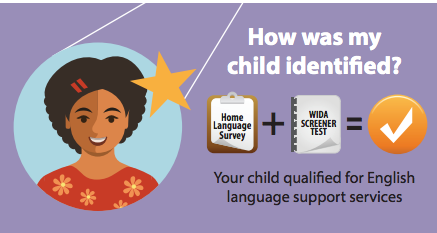 How was my
child identified?
Home
Language
Survey
+
WIDA
SCREENER
TEST
=
Your child qualified for English
language support services